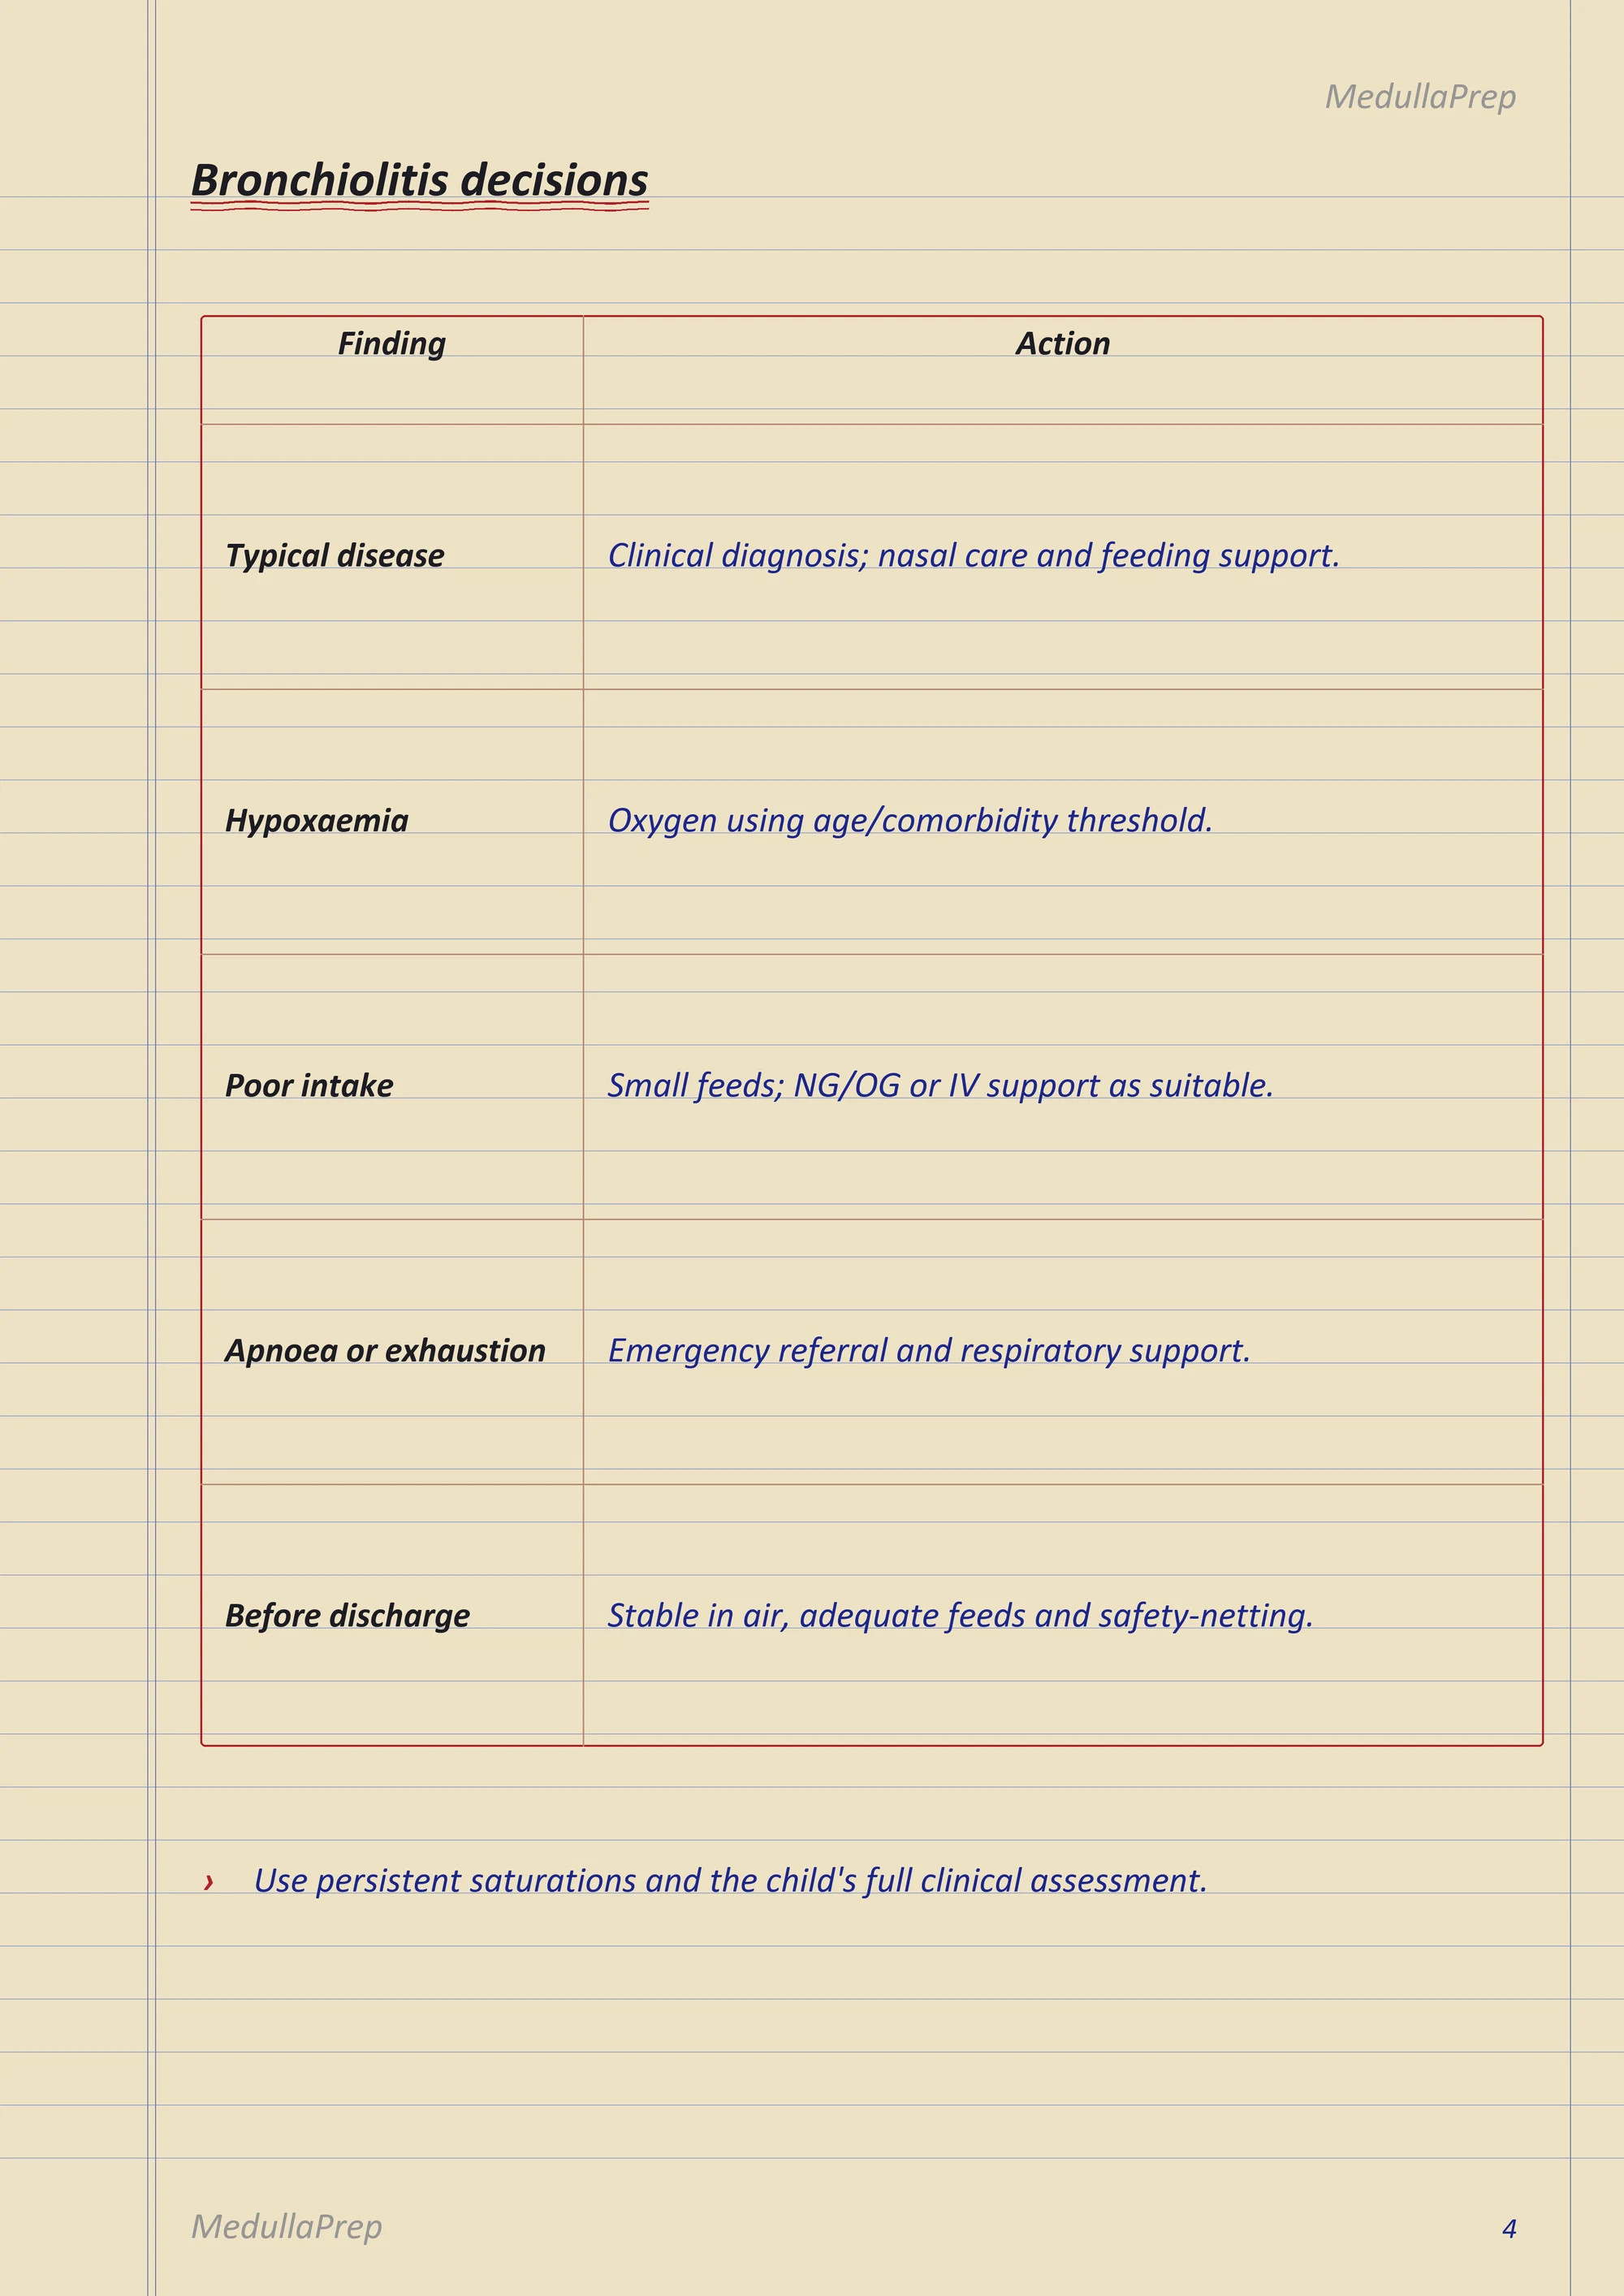 MedullaPrep
Bronchiolitis decisions
Finding Action
Typical disease Clinical diagnosis; nasal care and feeding support.
Hypoxaemia Oxygen using age/comorbidity threshold.
Poor intake Small feeds; NG/OG or IV support as suitable.
Apnoea or exhaustion Emergency referral and respiratory support.
Before discharge Stable in air, adequate feeds and safety-netting.
› Use persistent saturations and the child's full clinical assessment.
MedullaPrep 4